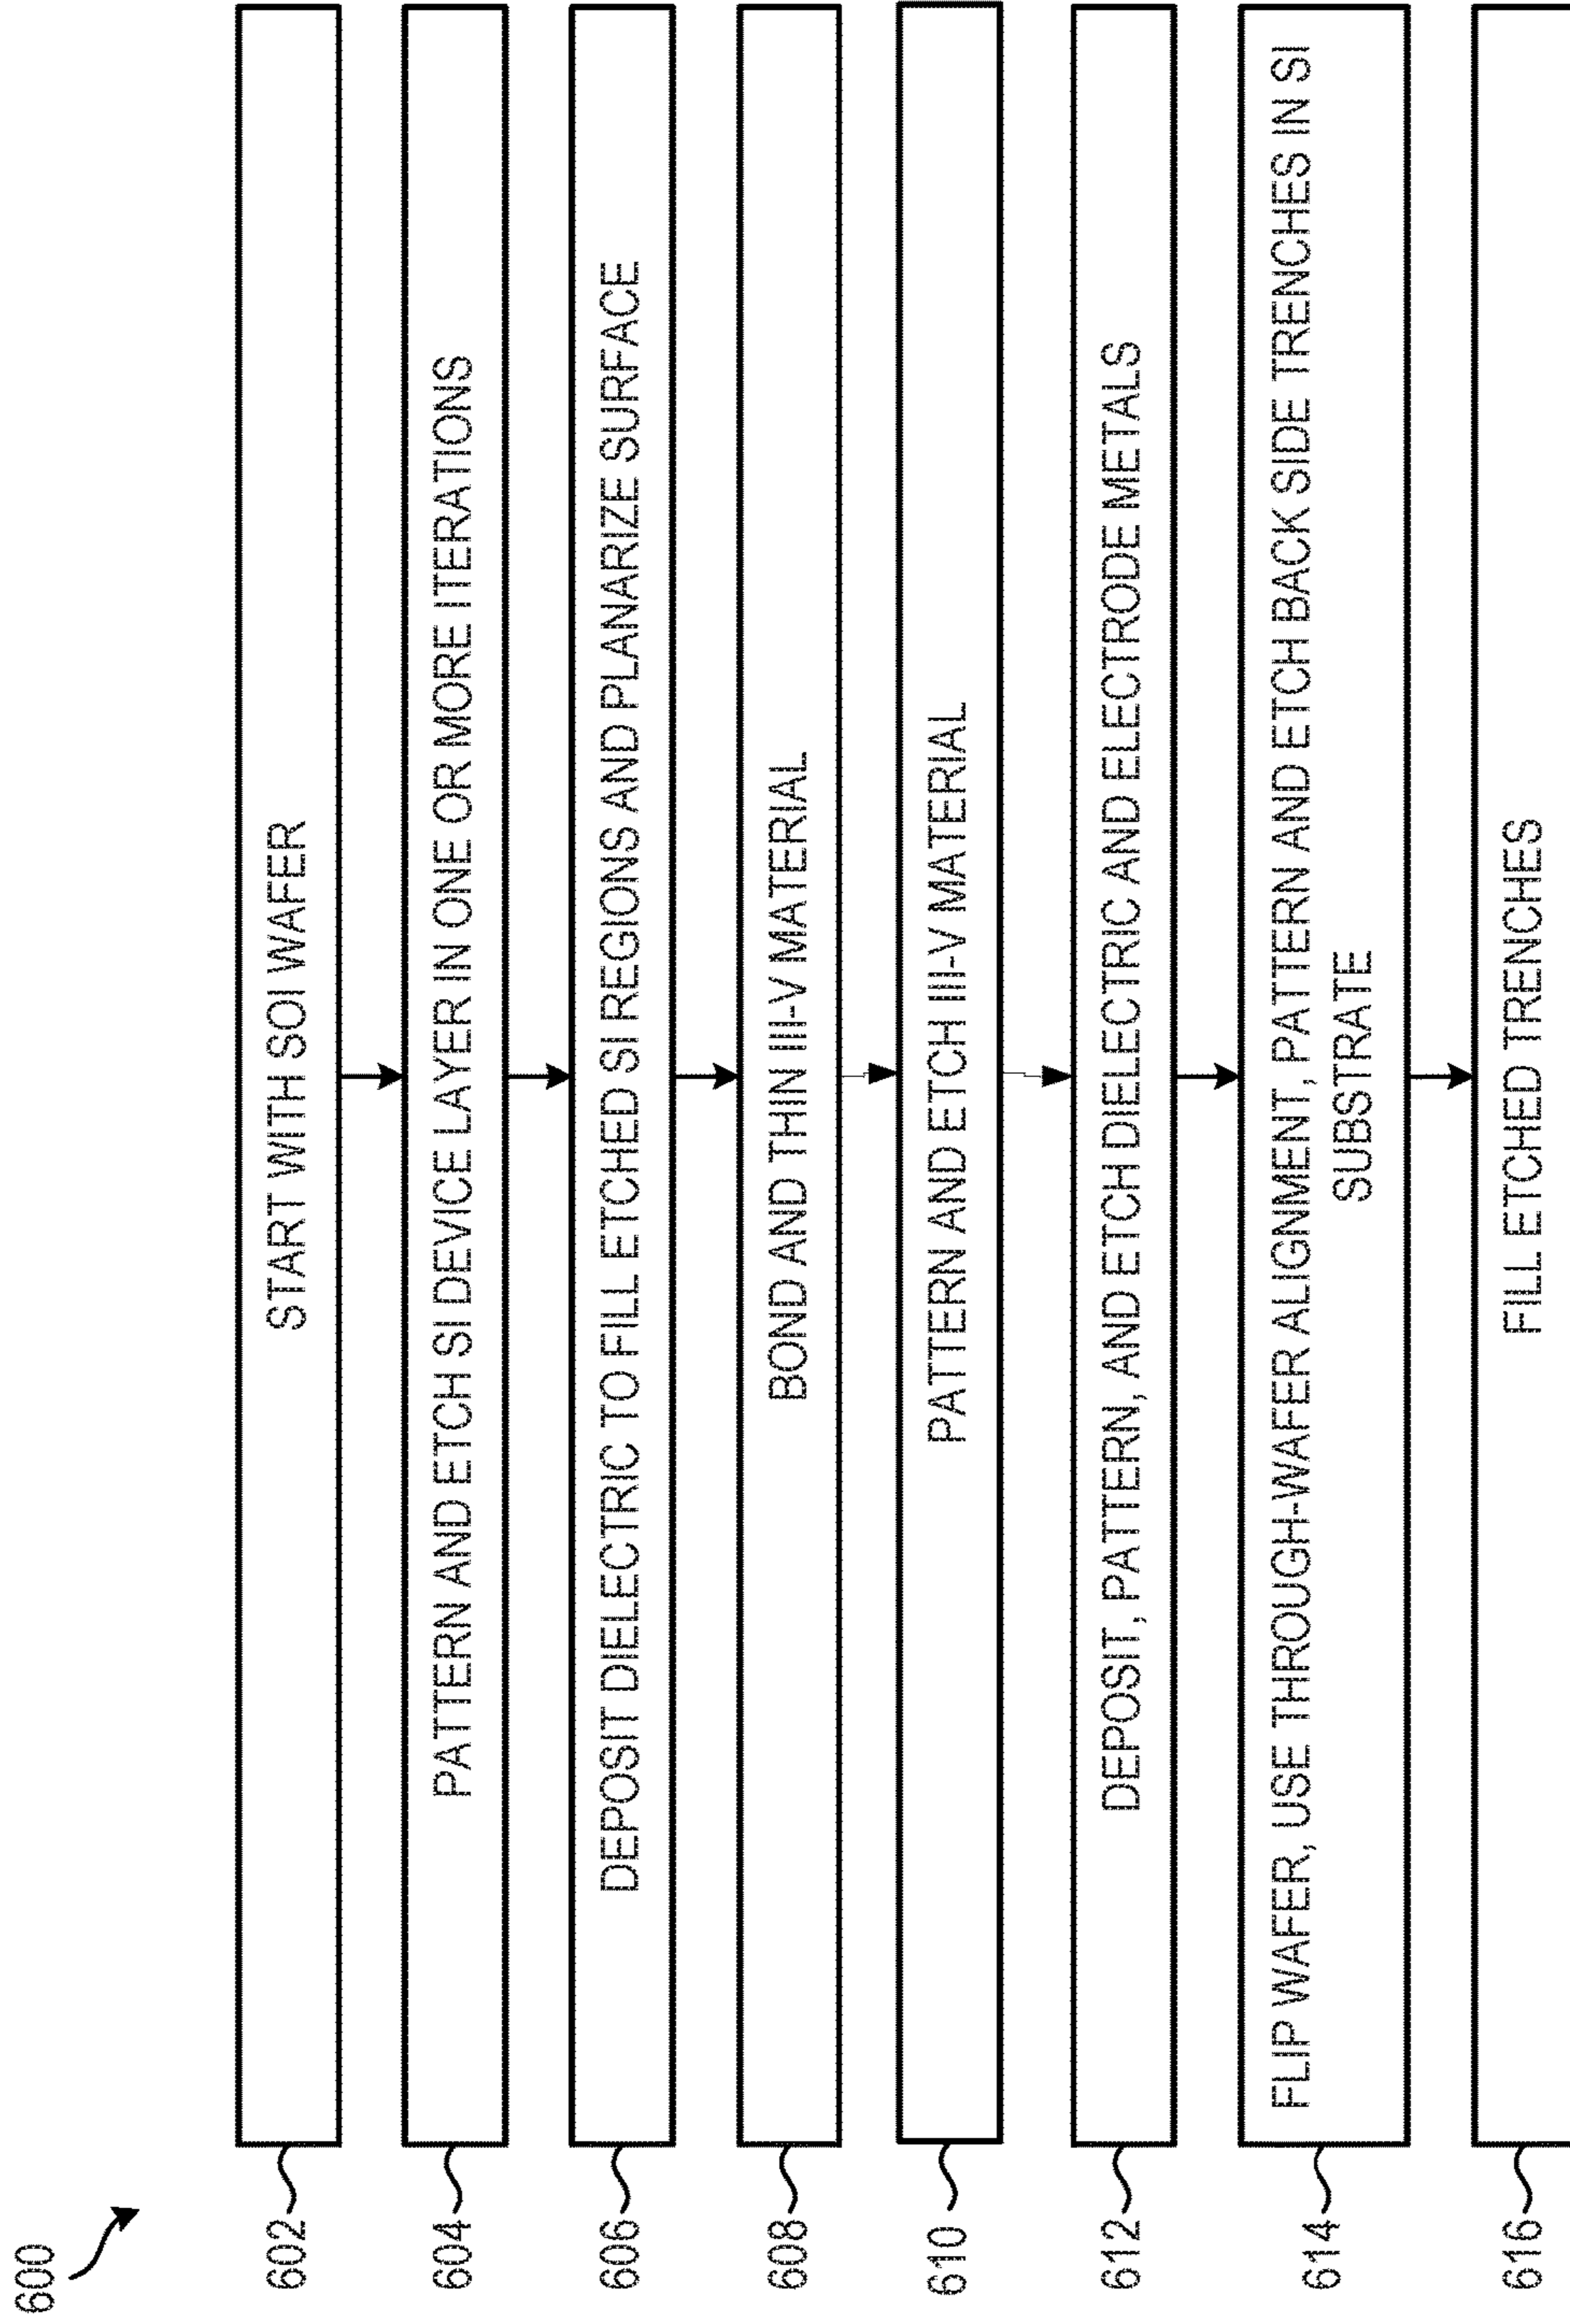 600
602
START WITH SOI WAFER
604
PATTERN AND ETCH SI DEVICE LAYER IN ONE OR MORE ITERATIONS
606
DEPOSIT DIELECTRIC TO FILL ETCHED SI REGIONS AND PLANARIZE SURFACE
608
BOND AND THIN III-V MATERIAL
610
PATTERN AND ETCH III-V MATERIAL
612
DEPOSIT, PATTERN, AND ETCH DIELECTRIC AND ELECTRODE METALS
614
FLIP WAFER, USE THROUGH-WAFER ALIGNMENT, PATTERN AND ETCH BACK SIDE TRENCHES IN SI
SUBSTRATE
616
FILL ETCHED TRENCHES